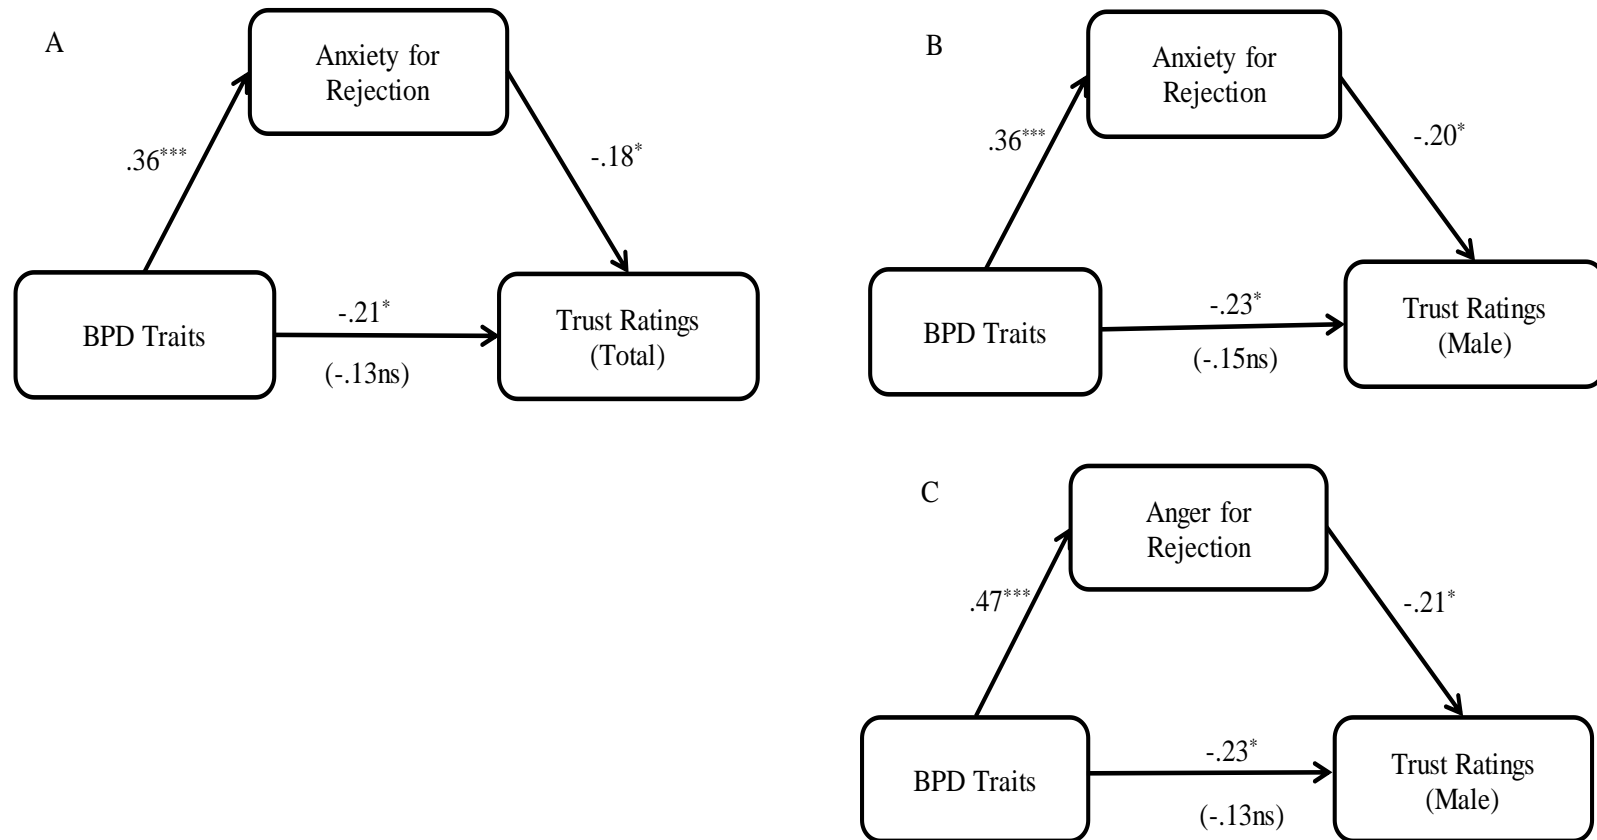 A
Anxiety for
Rejection
.36***
-.18*
BPD Traits
-.21*
(-.13ns)
Trust Ratings
(Total)
B
Anxiety for
Rejection
.36***
-.20*
BPD Traits
-.23*
(-.15ns)
Trust Ratings
(Male)
C
Anger for
Rejection
.47***
-.21*
BPD Traits
-.23*
(-.13ns)
Trust Ratings
(Male)